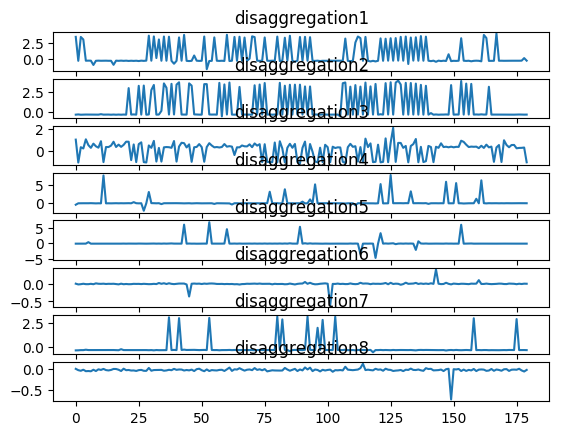 disaggregation1
2.5
0.0
disaggregation2
2.5
0.0
disaggregation3
2
0
disaggregation4
5
0
disaggregation5
5
0
−5
disaggregation6
0.0
−0.5
disaggregation7
2.5
0.0
disaggregation8
0.0
−0.5
0 25 50 75 100 125 150 175